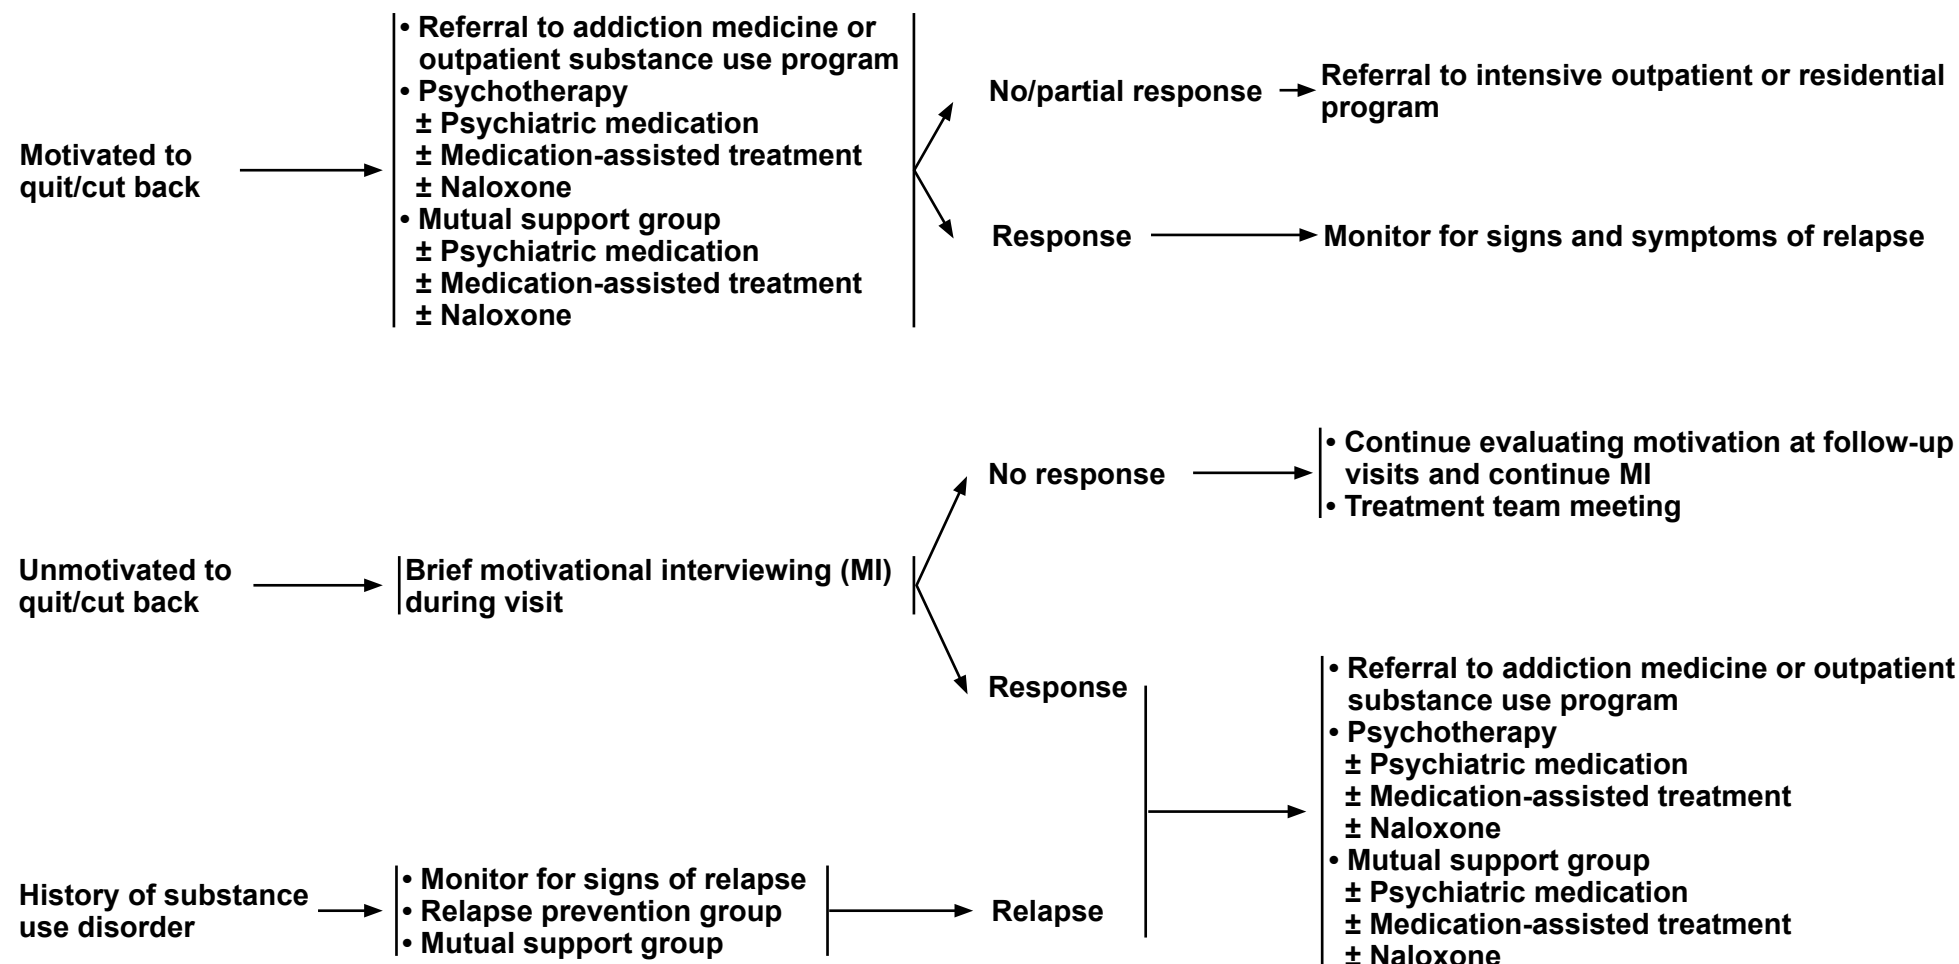 Motivated to
quit/cut back
• Referral to addiction medicine or
outpatient substance use program
• Psychotherapy
± Psychiatric medication
± Medication-assisted treatment
± Naloxone
• Mutual support group
± Psychiatric medication
± Medication-assisted treatment
± Naloxone
No/partial response
Referral to intensive outpatient or residential
program
Response
Monitor for signs and symptoms of relapse
Unmotivated to
quit/cut back
Brief motivational interviewing (MI)
during visit
No response
• Continue evaluating motivation at follow-up
visits and continue MI
• Treatment team meeting
Response
History of substance
use disorder
• Monitor for signs of relapse
• Relapse prevention group
• Mutual support group
Relapse
• Referral to addiction medicine or outpatient
substance use program
• Psychotherapy
± Psychiatric medication
± Medication-assisted treatment
± Naloxone
• Mutual support group
± Psychiatric medication
± Medication-assisted treatment
± Naloxone